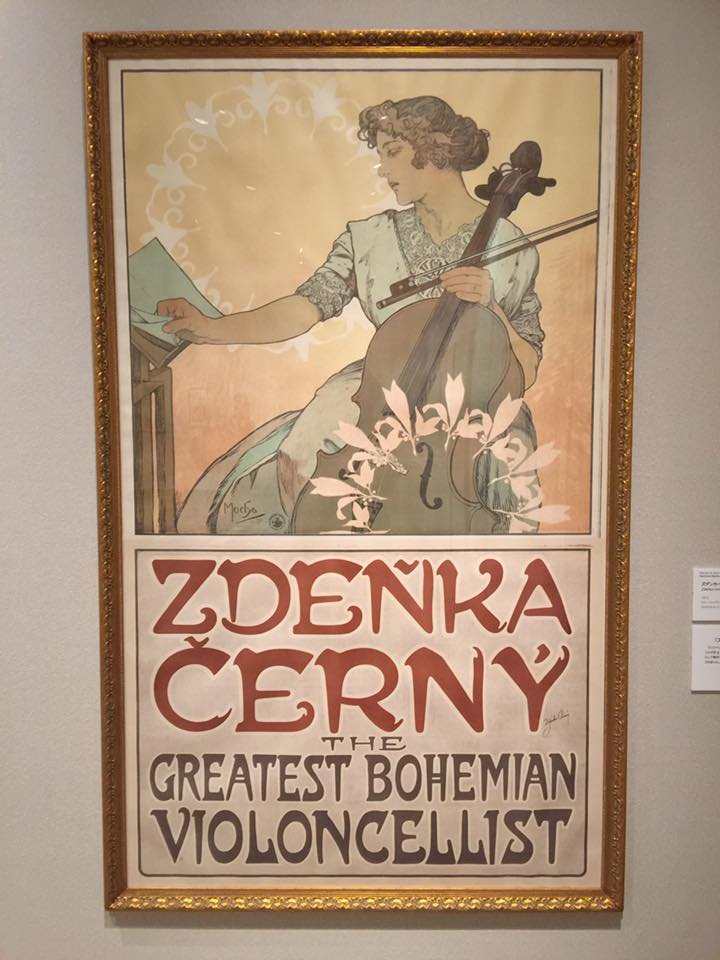 Mucha
ZDEŇKA
ČERNÝ
THE
GREATEST BOHEMIAN
VIOLONCELLIST